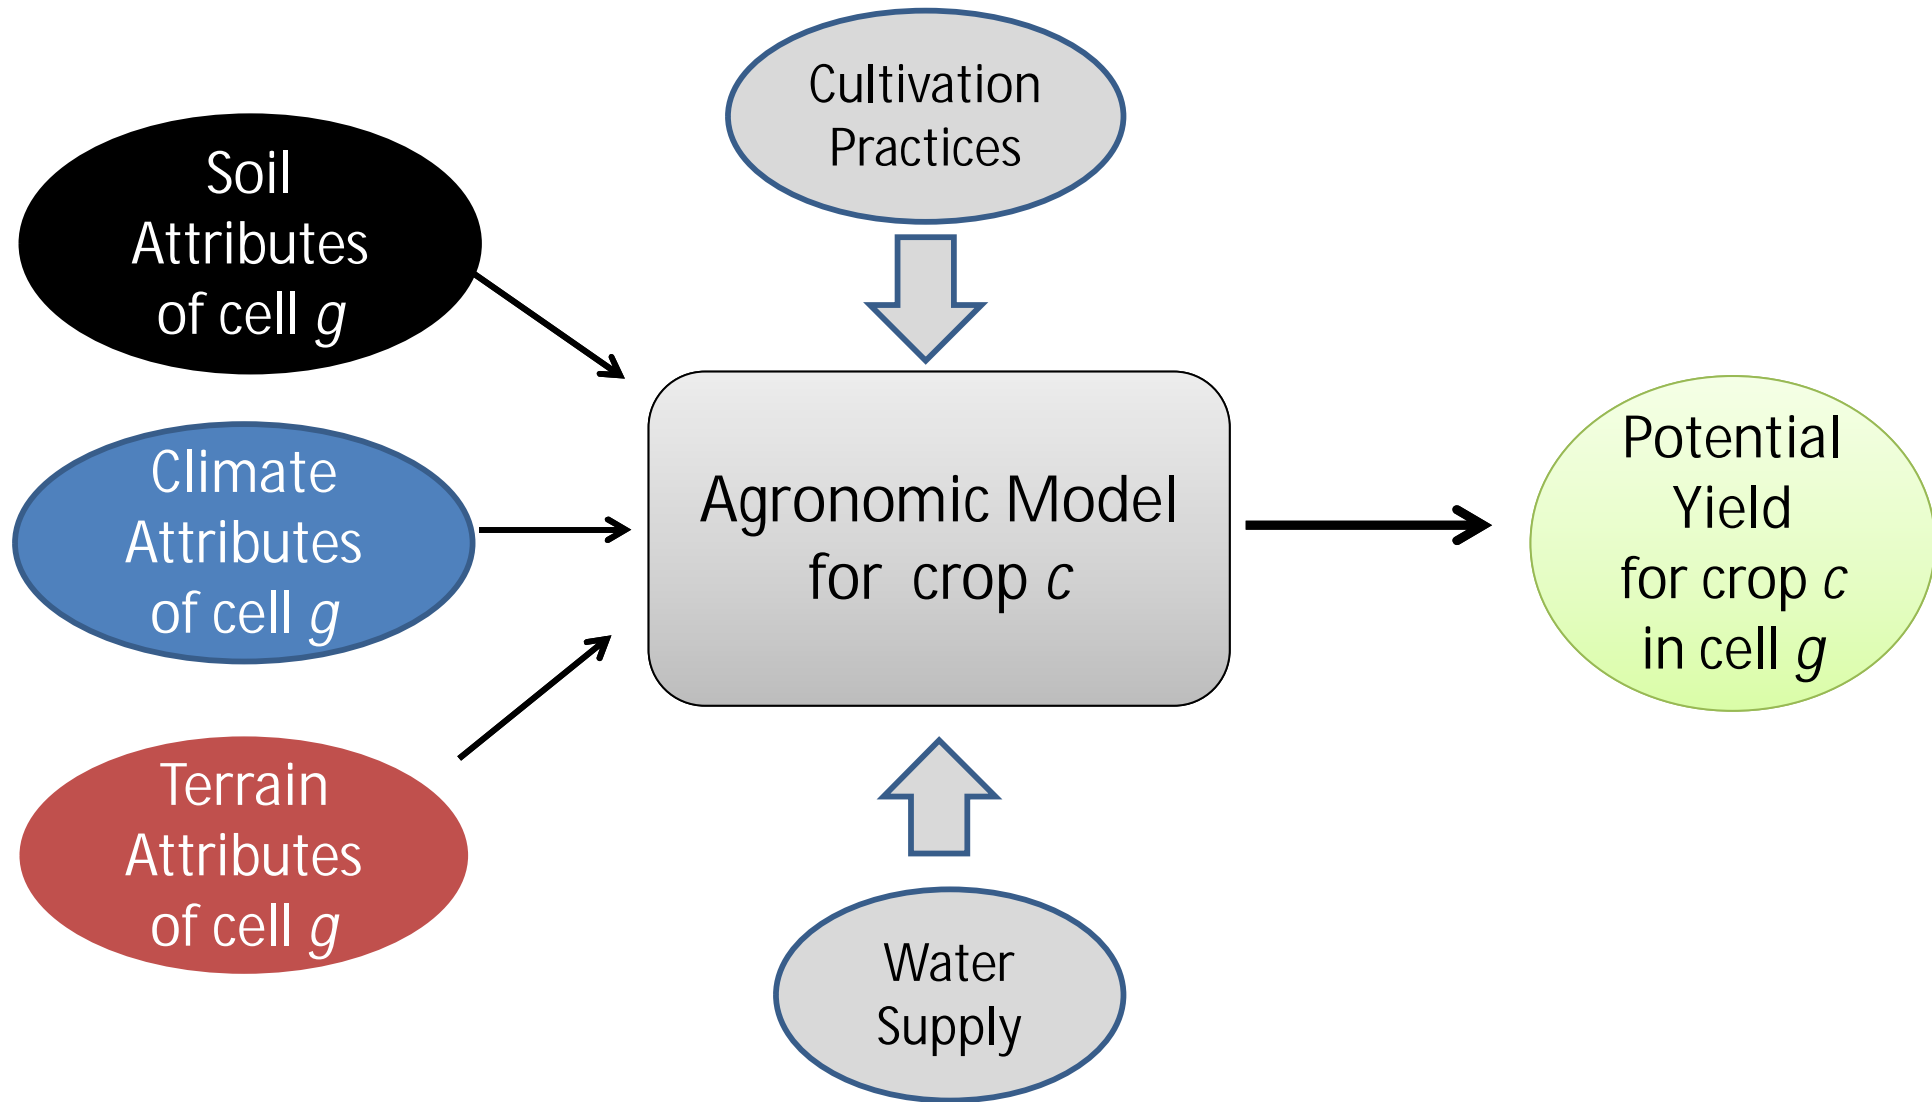 Cultivation
Practices
Soil
Attributes
of cell g
Climate
Attributes
of cell g
Terrain
Attributes
of cell g
Agronomic Model
for crop c
Potential
Yield
for crop c
in cell g
Water
Supply